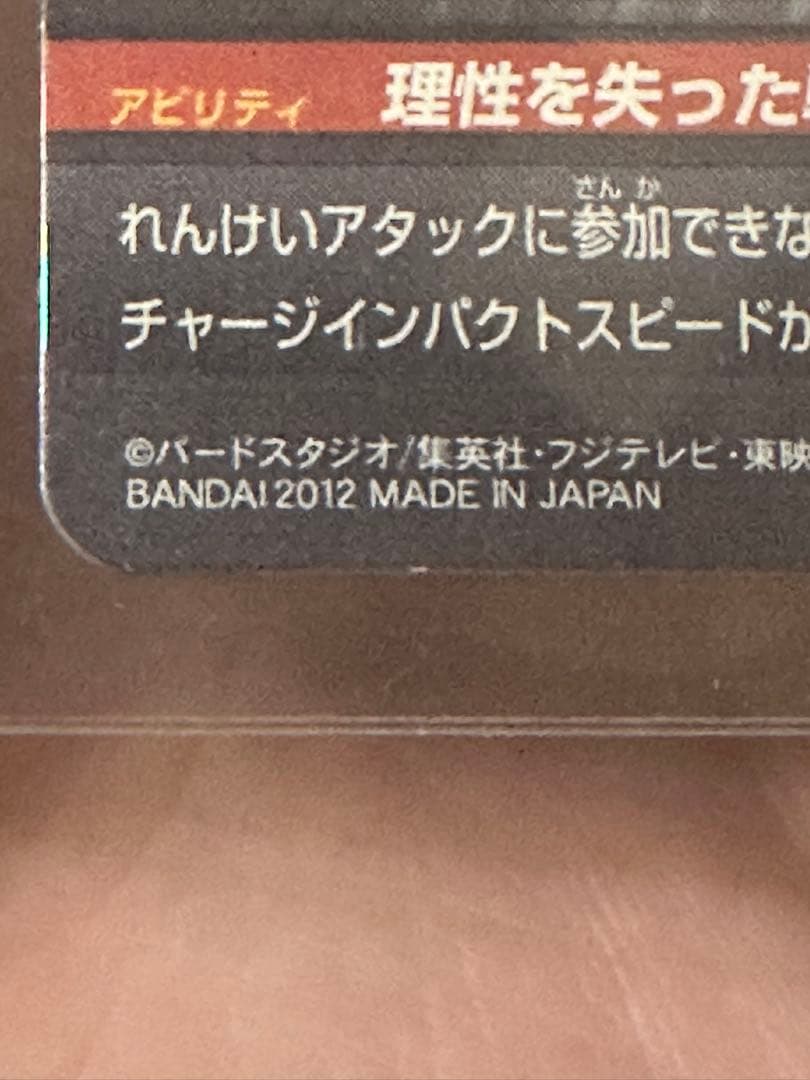 アビリティ 理性を失った
さん か
れんけいアタックに参加できな
チャージインパクトスピードが
©バードスタジオ/集英社・フジテレビ・東映
BANDAI 2012 MADE IN JAPAN